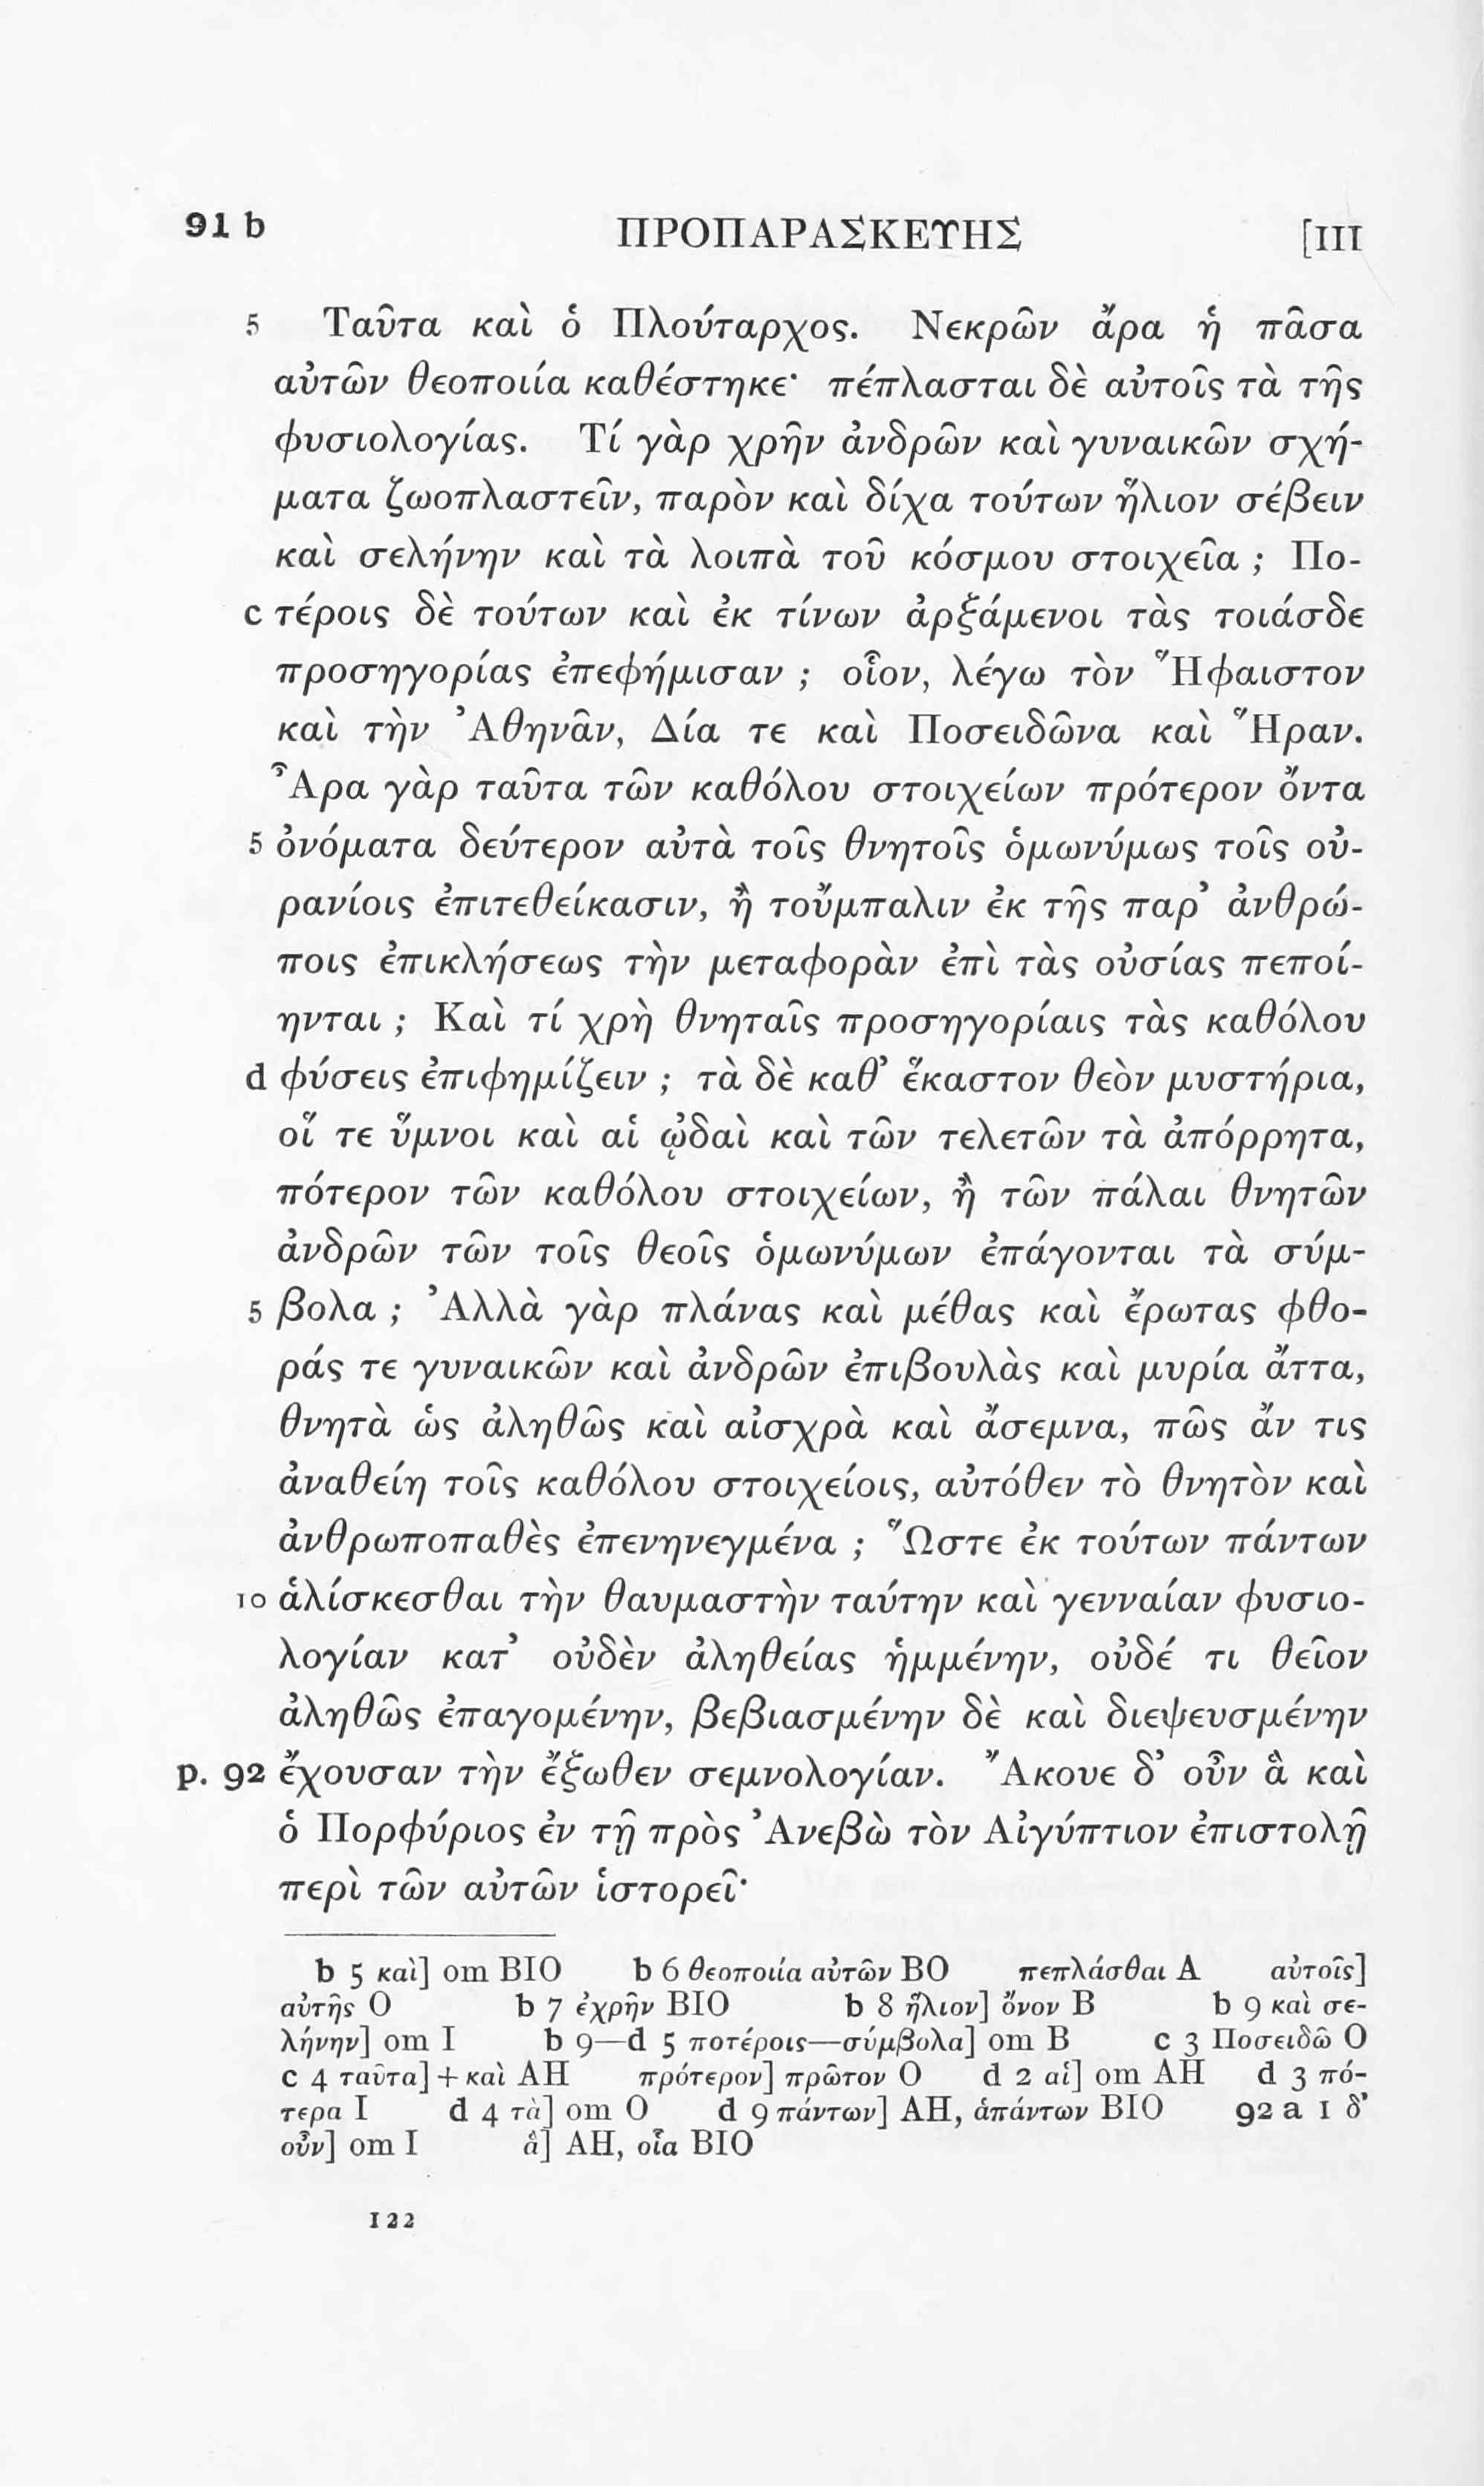 91 b ΠΡΟΠΑΡΑΣΚΕΥΗΣ [III
5 Ταῦτα καὶ ὁ Πλούταρχος. Νεκρῶν ἄρα ἡ πᾶσα
αὐτῶν θεοποιία καθέστηκε· πέπλασται δὲ αὐτοῖς τὰ τῆς
φυσιολογίας. Τί γὰρ χρῆν ἀνδρῶν καὶ γυναικῶν σχή-
ματα ζωοπλαστεῖν, παρὸν καὶ δίχα τούτων ἥλιον σέβειν
καὶ σελήνην καὶ τὰ λοιπὰ τοῦ κόσμου στοιχεῖα ; Πο-
c τέροις δὲ τούτων καὶ ἐκ τίνων ἀρξάμενοι τὰς τοιάσδε
προσηγορίας ἐπεφήμισαν ; οἷον, λέγω τὸν Ἥφαιστον
καὶ τὴν Ἀθηνᾶν, Δία τε καὶ Ποσειδῶνα καὶ Ἥραν.
Ἆρα γὰρ ταῦτα τῶν καθόλου στοιχείων πρότερον ὄντα
5 ὀνόματα δεύτερον αὐτὰ τοῖς θνητοῖς ὁμωνύμως τοῖς οὐ-
ρανίοις ἐπιτεθείκασιν, ἢ τοὔμπαλιν ἐκ τῆς παρ’ ἀνθρώ-
ποις ἐπικλήσεως τὴν μεταφορὰν ἐπὶ τὰς οὐσίας πεποί-
ηνται ; Καὶ τί χρὴ θνηταῖς προσηγορίαις τὰς καθόλου
d φύσεις ἐπιφημίζειν ; τὰ δὲ καθ’ ἕκαστον θεὸν μυστήρια,
οἵ τε ὕμνοι καὶ αἱ ᾠδαὶ καὶ τῶν τελετῶν τὰ ἀπόρρητα,
πότερον τῶν καθόλου στοιχείων, ἢ τῶν πάλαι θνητῶν
ἀνδρῶν τῶν τοῖς θεοῖς ὁμωνύμων ἐπάγονται τὰ σύμ-
5 βολα ; Ἀλλὰ γὰρ πλάνας καὶ μέθας καὶ ἔρωτας φθο-
ράς τε γυναικῶν καὶ ἀνδρῶν ἐπιβουλὰς καὶ μυρία ἄττα,
θνητὰ ὡς ἀληθῶς καὶ αἰσχρὰ καὶ ἄσεμνα, πῶς ἄν τις
ἀναθείη τοῖς καθόλου στοιχείοις, αὐτόθεν τὸ θνητὸν καὶ
ἀνθρωποπαθὲς ἐπενηνεγμένα ; Ὥστε ἐκ τούτων πάντων
10 ἁλίσκεσθαι τὴν θαυμαστὴν ταύτην καὶ γενναίαν φυσιο-
λογίαν κατ’ οὐδὲν ἀληθείας ἡμμένην, οὐδέ τι θεῖον
ἀληθῶς ἐπαγομένην, βεβιασμένην δὲ καὶ διεψευσμένην
p. 92 ἔχουσαν τὴν ἔξωθεν σεμνολογίαν. Ἄκουε δ’ οὖν ἃ καὶ
ὁ Πορφύριος ἐν τῇ πρὸς Ἀνεβὼ τὸν Αἰγύπτιον ἐπιστολῇ
περὶ τῶν αὐτῶν ἱστορεῖ·
b 5 καὶ] om BIO b 6 θεοποιία αὐτῶν BO πεπλάσθαι A αὐτοῖς]
αὐτῆς O b 7 ἐχρῆν BIO b 8 ἥλιον] ὄνον B b 9 καὶ σε-
λήνην] om I b 9—d 5 ποτέροις—σύμβολα] om B c 3 Ποσειδῶ O
c 4 ταῦτα] + καὶ AH πρότερον] πρῶτον O d 2 αἱ] om AH d 3 πό-
τερα I d 4 τὰ] om O d 9 πάντων] AH, ἁπάντων BIO 92 a 1 δ’
οὖν] om I ἃ] AH, οἷα BIO
122